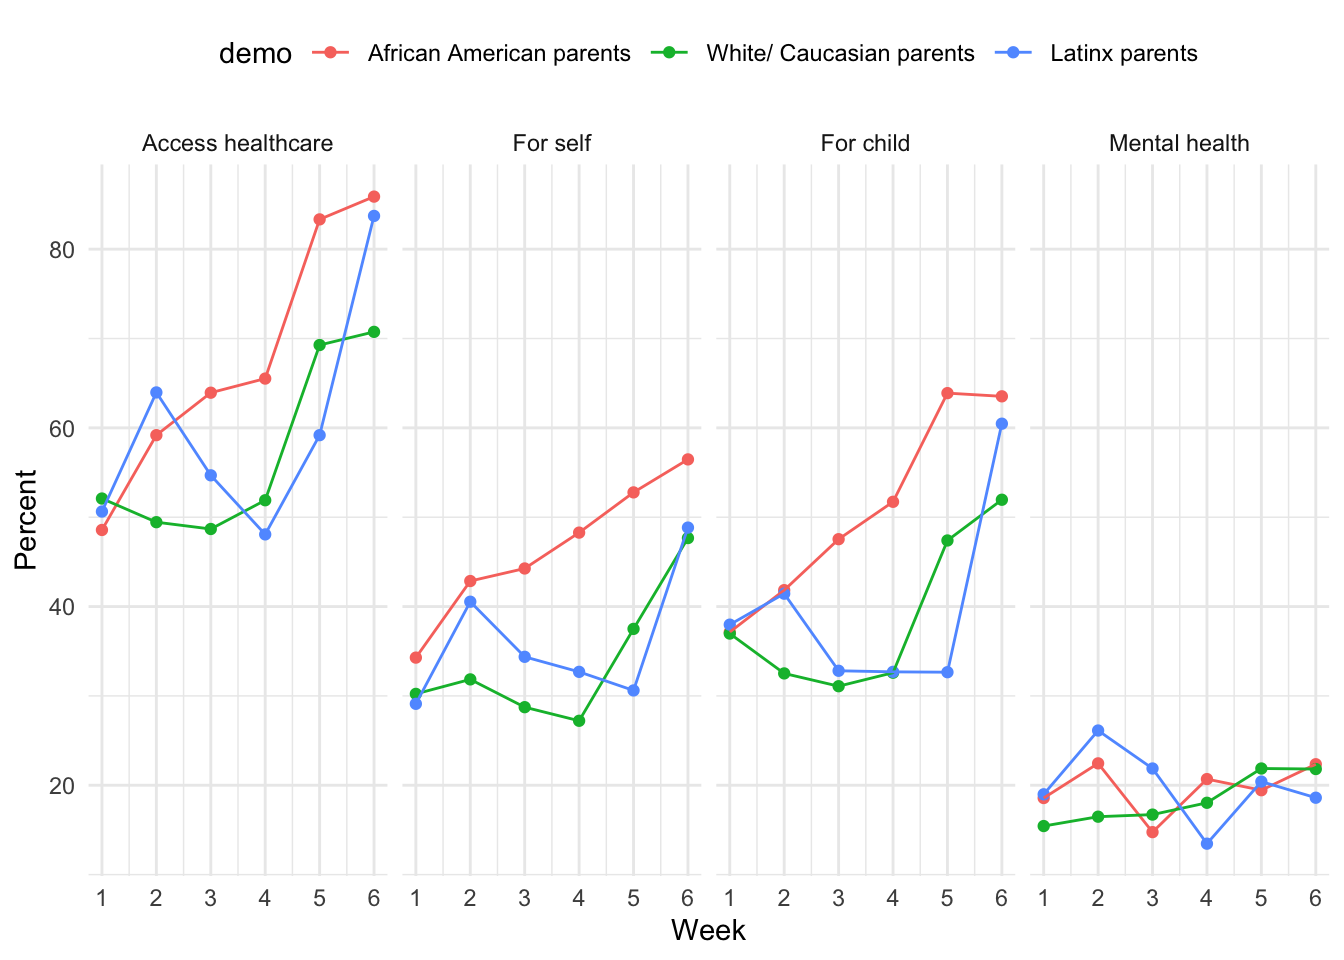 demo African American parents White/ Caucasian parents Latinx parents
Access healthcare For self For child Mental health
80
60
40
20
Percent
1 2 3 4 5 6 1 2 3 4 5 6 1 2 3 4 5 6 1 2 3 4 5 6
Week